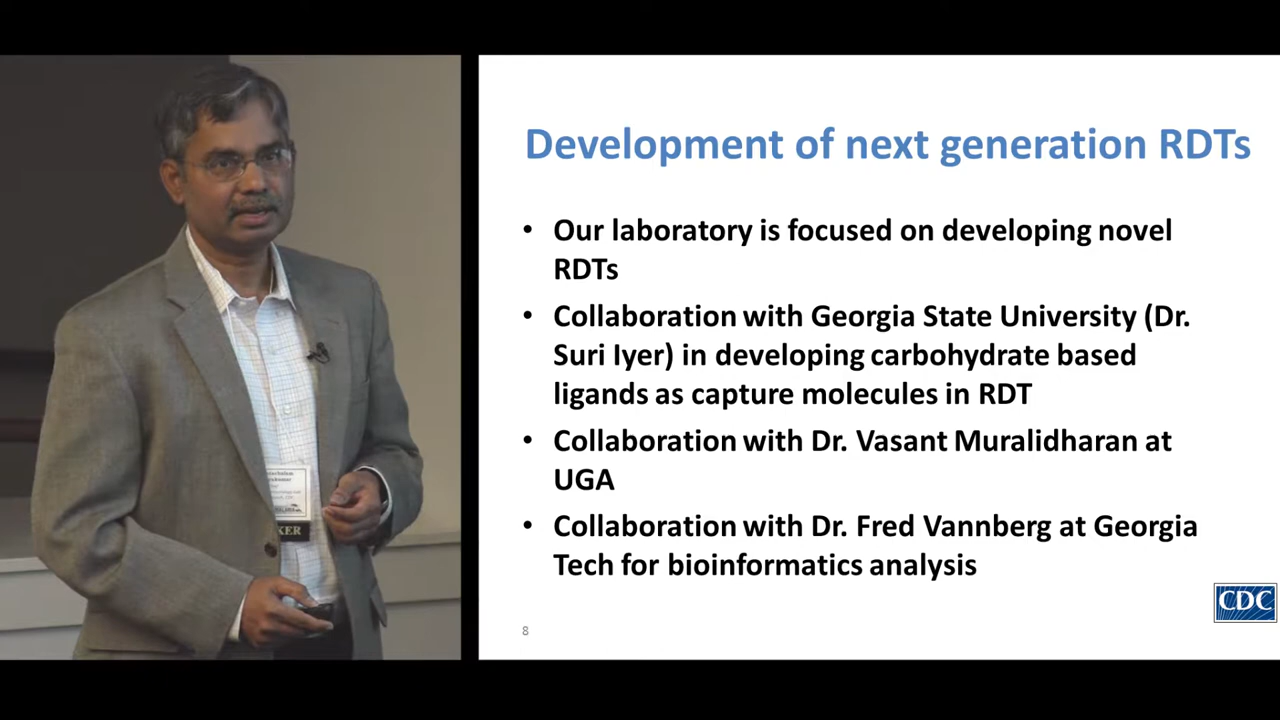 Development of next generation RDTs
• Our laboratory is focused on developing novel
RDTs
• Collaboration with Georgia State University (Dr.
Suri Iyer) in developing carbohydrate based
ligands as capture molecules in RDT
• Collaboration with Dr. Vasant Muralidharan at
UGA
• Collaboration with Dr. Fred Vannberg at Georgia
Tech for bioinformatics analysis
CDC
8